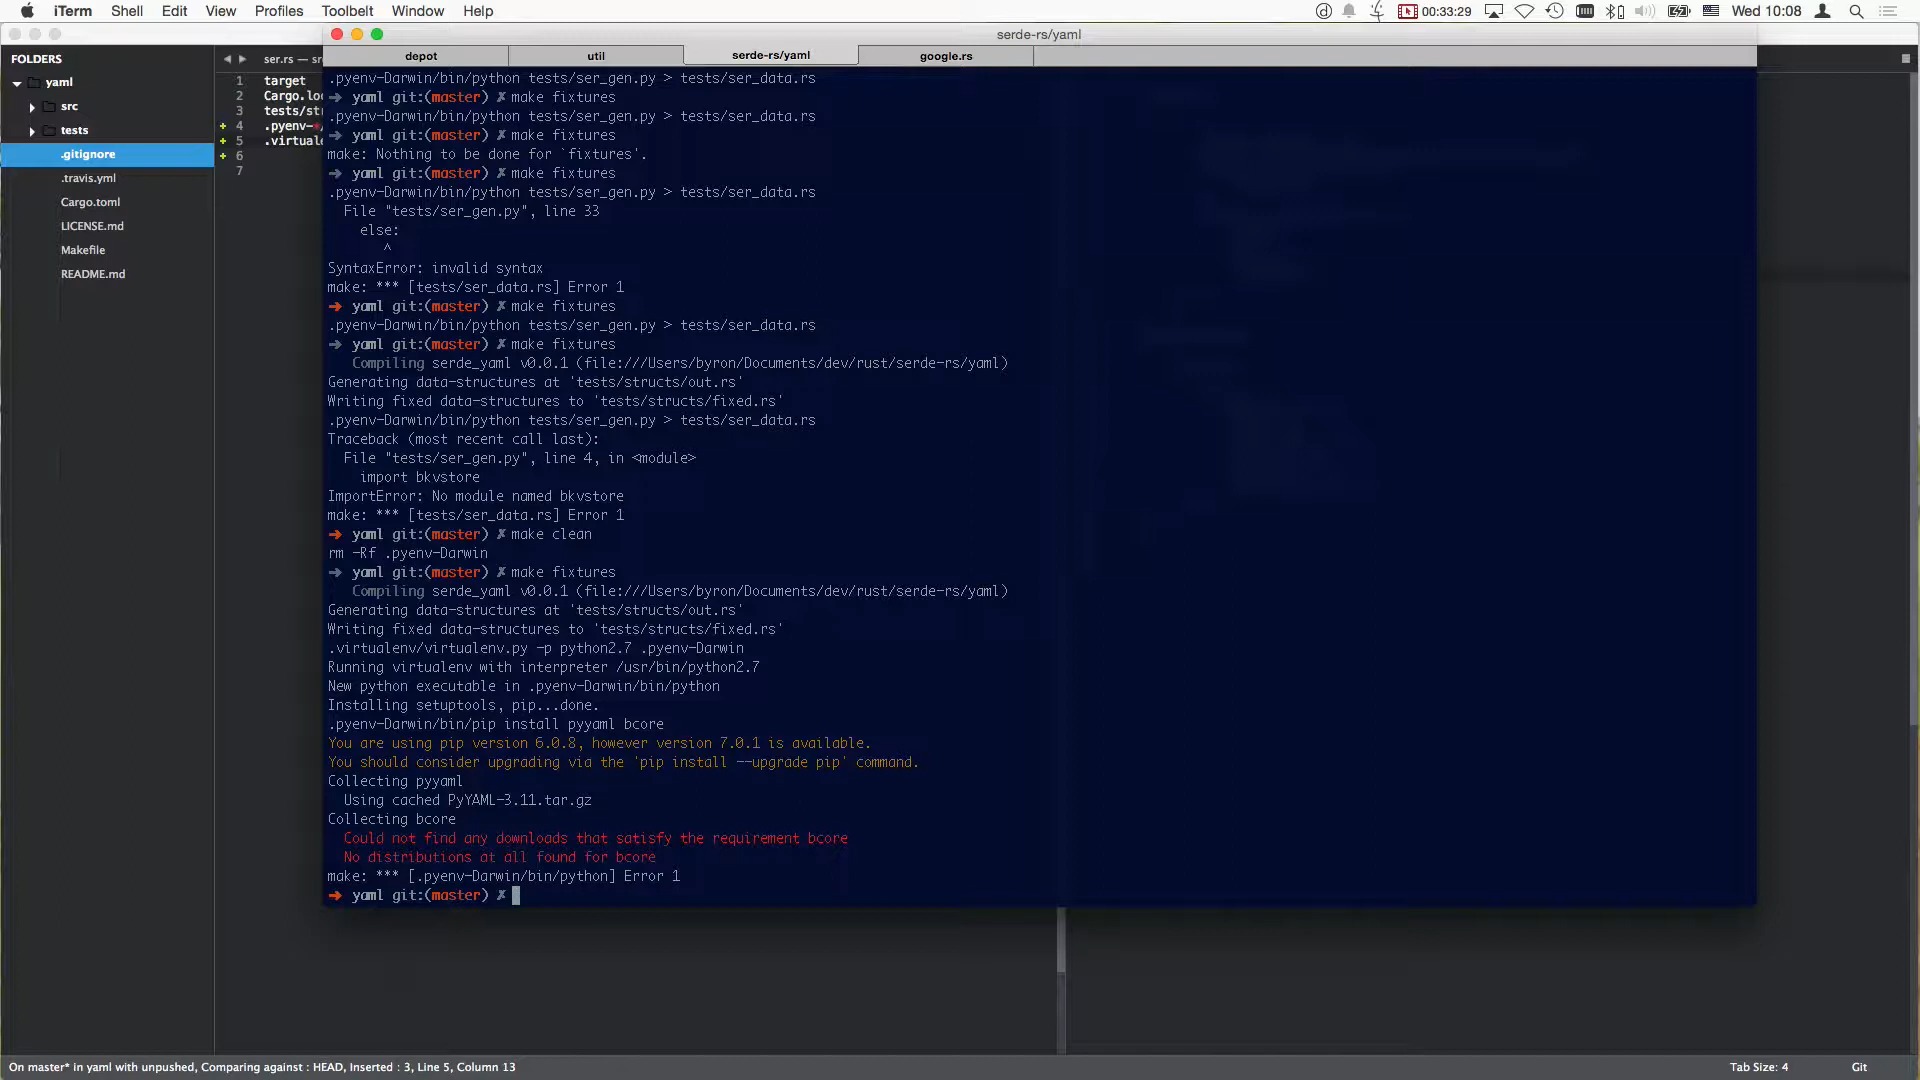 iTerm Shell Edit View Profiles Toolbelt Window Help 00:33:29 Wed 10:08
serde-rs/yaml
depot util serde-rs/yaml google.rs
FOLDERS
yaml
src
tests
.gitignore
.travis.yml
Cargo.toml
LICENSE.md
Makefile
README.md
ser.rs
1 target
2 Cargo.lo
3 tests/st
4 .pyenv-
5 .virtuale
6
7
.pyenv-Darwin/bin/python tests/ser_gen.py > tests/ser_data.rs
→ yaml git:(master) ✗ make fixtures
.pyenv-Darwin/bin/python tests/ser_gen.py > tests/ser_data.rs
→ yaml git:(master) ✗ make fixtures
make: Nothing to be done for `fixtures'.
→ yaml git:(master) ✗ make fixtures
.pyenv-Darwin/bin/python tests/ser_gen.py > tests/ser_data.rs
File "tests/ser_gen.py", line 33
else:
^
SyntaxError: invalid syntax
make: *** [tests/ser_data.rs] Error 1
→ yaml git:(master) ✗ make fixtures
.pyenv-Darwin/bin/python tests/ser_gen.py > tests/ser_data.rs
→ yaml git:(master) ✗ make fixtures
Compiling serde_yaml v0.0.1 (file:///Users/byron/Documents/dev/rust/serde-rs/yaml)
Generating data-structures at 'tests/structs/out.rs'
Writing fixed data-structures to 'tests/structs/fixed.rs'
.pyenv-Darwin/bin/python tests/ser_gen.py > tests/ser_data.rs
Traceback (most recent call last):
File "tests/ser_gen.py", line 4, in <module>
import bkvstore
ImportError: No module named bkvstore
make: *** [tests/ser_data.rs] Error 1
→ yaml git:(master) ✗ make clean
rm -Rf .pyenv-Darwin
→ yaml git:(master) ✗ make fixtures
Compiling serde_yaml v0.0.1 (file:///Users/byron/Documents/dev/rust/serde-rs/yaml)
Generating data-structures at 'tests/structs/out.rs'
Writing fixed data-structures to 'tests/structs/fixed.rs'
.virtualenv/virtualenv.py -p python2.7 .pyenv-Darwin
Running virtualenv with interpreter /usr/bin/python2.7
New python executable in .pyenv-Darwin/bin/python
Installing setuptools, pip...done.
.pyenv-Darwin/bin/pip install pyyaml bcore
You are using pip version 6.0.8, however version 7.0.1 is available.
You should consider upgrading via the 'pip install --upgrade pip' command.
Collecting pyyaml
Using cached PyYAML-3.11.tar.gz
Collecting bcore
Could not find any downloads that satisfy the requirement bcore
No distributions at all found for bcore
make: *** [.pyenv-Darwin/bin/python] Error 1
→ yaml git:(master) ✗
On master* in yaml with unpushed, Comparing against : HEAD, Inserted : 3, Line 5, Column 13 Tab Size: 4 Git